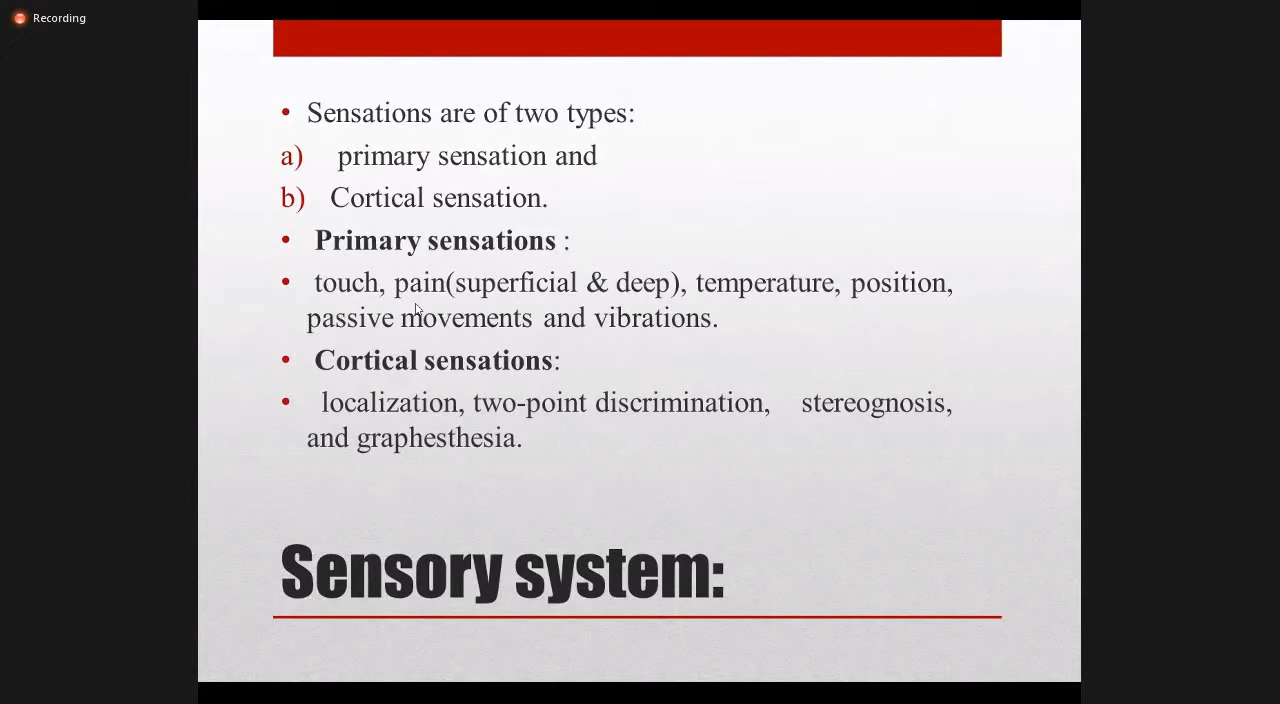 Recording
• Sensations are of two types:
a) primary sensation and
b) Cortical sensation.
• Primary sensations :
• touch, pain(superficial & deep), temperature, position,
passive movements and vibrations.
• Cortical sensations:
• localization, two-point discrimination, stereognosis,
and graphesthesia.
Sensory system: